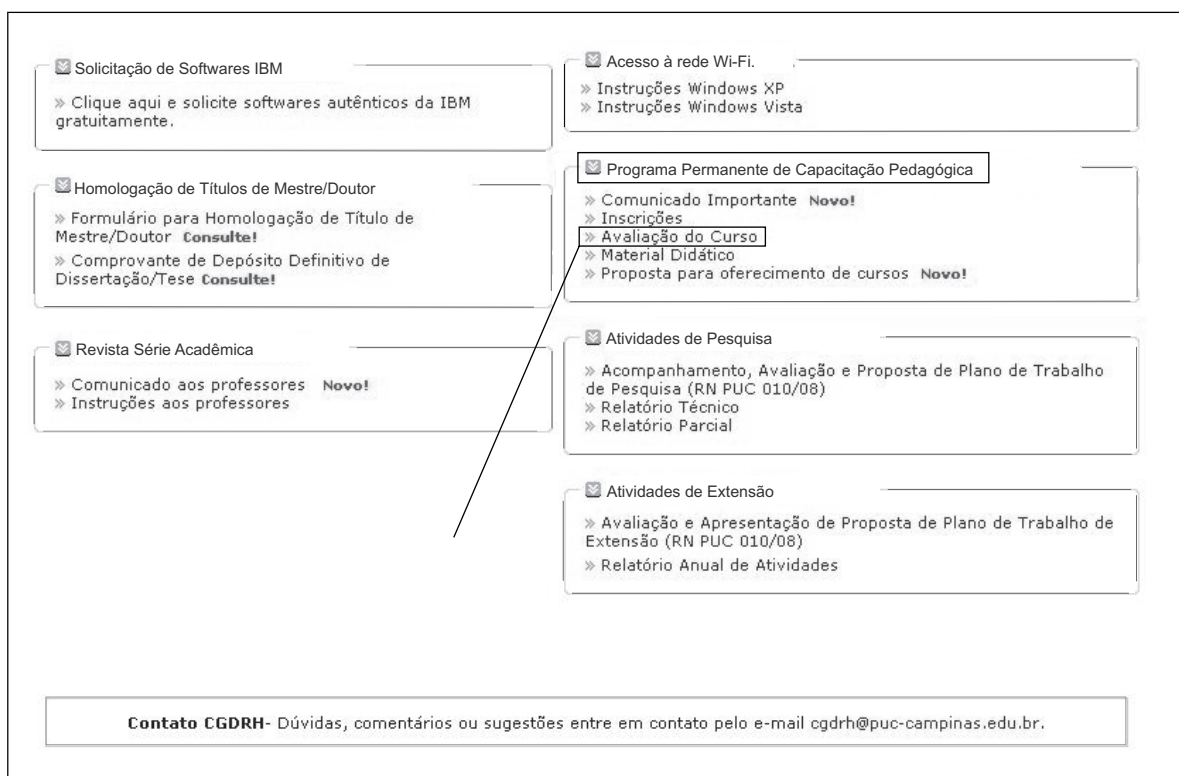 Solicitação de Softwares IBM
» Clique aqui e solicite softwares autênticos da IBM
gratuitamente.
Homologação de Títulos de Mestre/Doutor
» Formulário para Homologação de Título de
Mestre/Doutor Consulte!
» Comprovante de Depósito Definitivo de
Dissertação/Tese Consulte!
Revista Série Acadêmica
» Comunicado aos professores Novo!
» Instruções aos professores
Acesso à rede Wi-Fi.
» Instruções Windows XP
» Instruções Windows Vista
Programa Permanente de Capacitação Pedagógica
» Comunicado Importante Novo!
» Inscrições
» Avaliação do Curso
» Material Didático
» Proposta para oferecimento de cursos Novo!
Atividades de Pesquisa
» Acompanhamento, Avaliação e Proposta de Plano de Trabalho
de Pesquisa (RN PUC 010/08)
» Relatório Técnico
» Relatório Parcial
Atividades de Extensão
» Avaliação e Apresentação de Proposta de Plano de Trabalho de
Extensão (RN PUC 010/08)
» Relatório Anual de Atividades
Contato CGDRH- Dúvidas, comentários ou sugestões entre em contato pelo e-mail cgdrh@puc-campinas.edu.br.